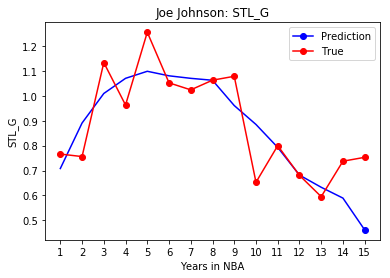 Joe Johnson: STL_G
Prediction
True
STL_G
1.2
1.1
1.0
0.9
0.8
0.7
0.6
0.5
1 2 3 4 5 6 7 8 9 10 11 12 13 14 15
Years in NBA